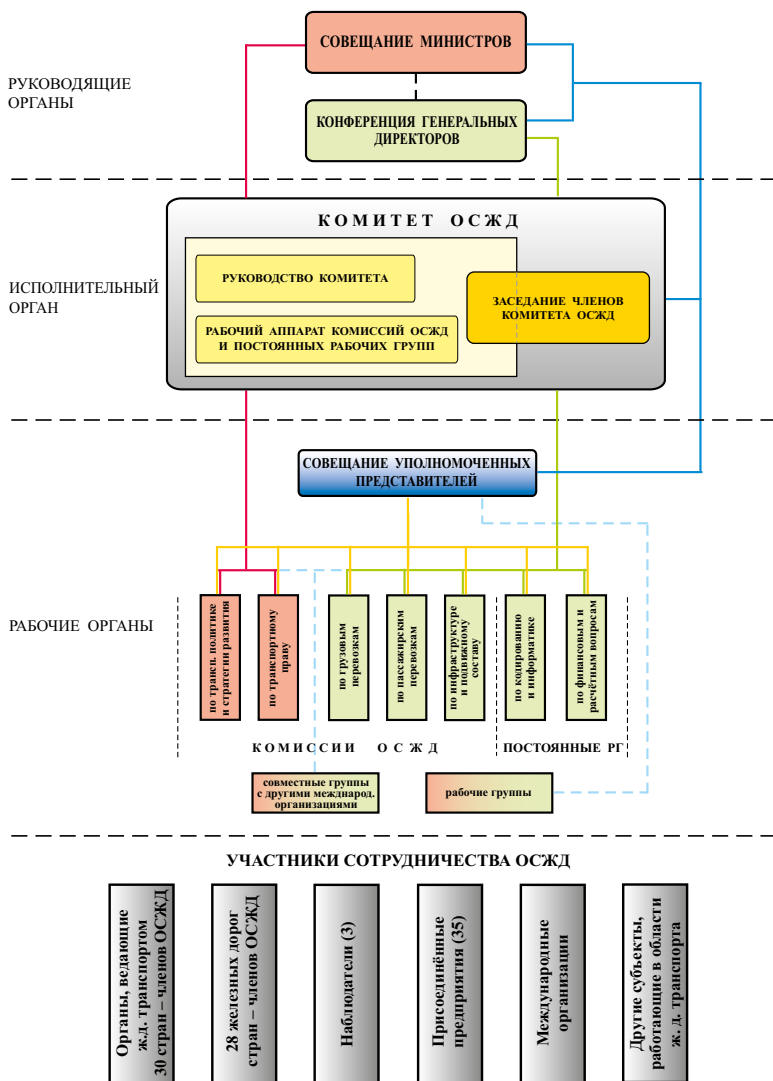 СОВЕЩАНИЕ МИНИСТРОВ
РУКОВОДЯЩИЕ
ОРГАНЫ
КОНФЕРЕНЦИЯ ГЕНЕРАЛЬНЫХ
ДИРЕКТОРОВ
КОМИТЕТ ОСЖД
ИСПОЛНИТЕЛЬНЫЙ
ОРГАН
РУКОВОДСТВО КОМИТЕТА
ЗАСЕДАНИЕ ЧЛЕНОВ
КОМИТЕТА ОСЖД
РАБОЧИЙ АППАРАТ КОМИССИЙ ОСЖД
И ПОСТОЯННЫХ РАБОЧИХ ГРУПП
СОВЕЩАНИЕ УПОЛНОМОЧЕННЫХ
ПРЕДСТАВИТЕЛЕЙ
РАБОЧИЕ ОРГАНЫ
по трансп. политике
и стратегии развития
по транспортному
праву
по грузовым
перевозкам
по пассажирским
перевозкам
по инфраструктуре
и подвижному
составу
по кодированию
и информатике
по финансовым и
расчётным вопросам
КОМИССИИ ОСЖД
ПОСТОЯННЫЕ РГ
совместные группы
с другими международ.
организациями
рабочие группы
УЧАСТНИКИ СОТРУДНИЧЕСТВА ОСЖД
Органы, ведающие
ж.д. транспортом
30 стран – членов ОСЖД
28 железных дорог
стран – членов ОСЖД
Наблюдатели (3)
Присоединённые
предприятия (35)
Международные
организации
Другие субъекты,
работающие в области
ж. д. транспорта